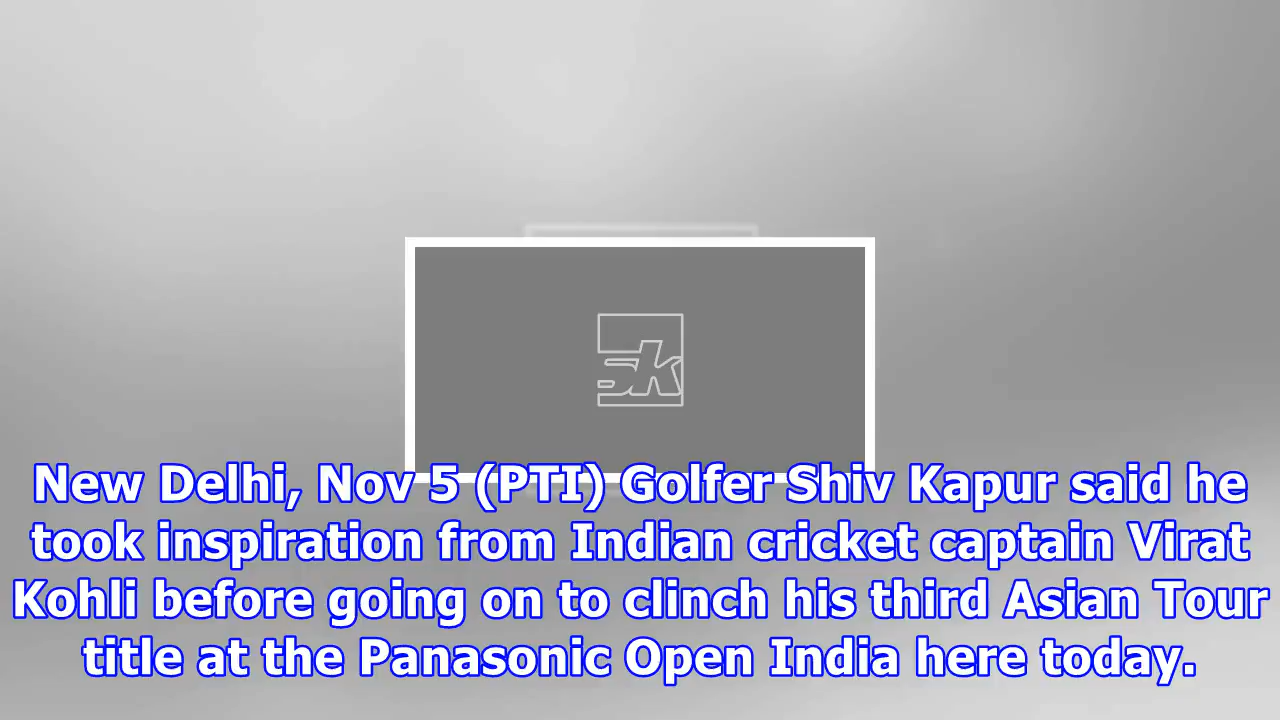 sk
New Delhi, Nov 5 (PTI) Golfer Shiv Kapur said he
took inspiration from Indian cricket captain Virat
Kohli before going on to clinch his third Asian Tour
title at the Panasonic Open India here today.